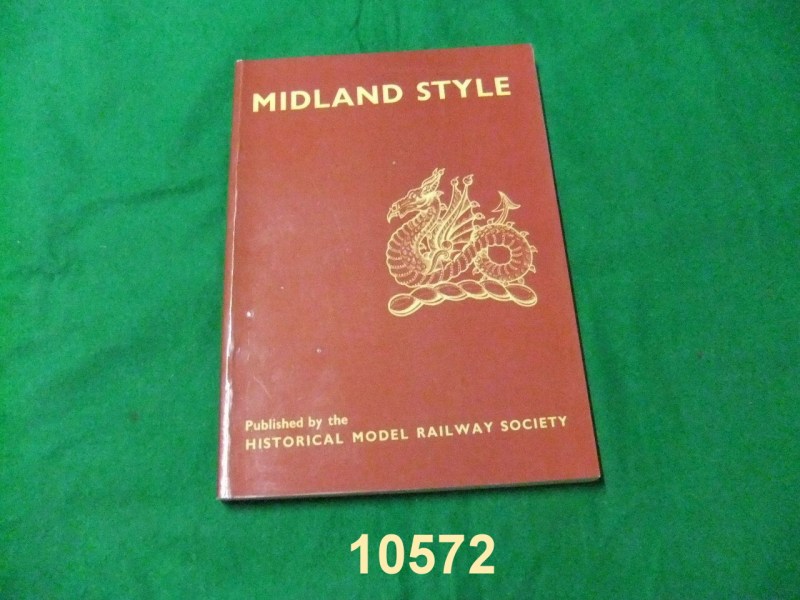 MIDLAND STYLE
Published by the
HISTORICAL MODEL RAILWAY SOCIETY
10572